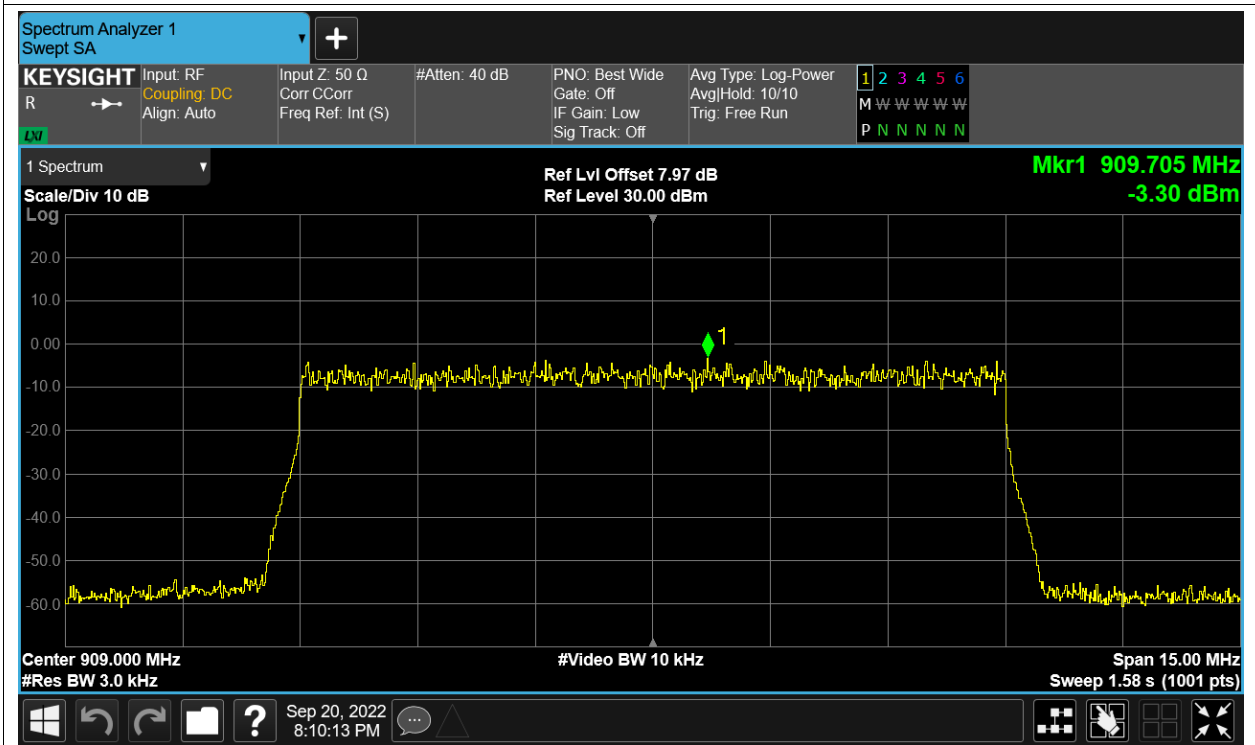 Spectrum Analyzer 1
Swept SA
KEYSIGHT
R
LXI
Input: RF
Coupling: DC
Align: Auto
Input Z: 50 Ω
Corr CCorr
Freq Ref: Int (S)
#Atten: 40 dB
PNO: Best Wide
Gate: Off
IF Gain: Low
Sig Track: Off
Avg Type: Log-Power
Avg|Hold: 10/10
Trig: Free Run
1 2 3 4 5 6
M W W W W W
P N N N N N
1 Spectrum
Scale/Div 10 dB
Log
Ref Lvl Offset 7.97 dB
Ref Level 30.00 dBm
Mkr1 909.705 MHz
-3.30 dBm
20.0
10.0
0.00
-10.0
-20.0
-30.0
-40.0
-50.0
-60.0
1
Center 909.000 MHz
#Res BW 3.0 kHz
#Video BW 10 kHz
Span 15.00 MHz
Sweep 1.58 s (1001 pts)
?
Sep 20, 2022
8:10:13 PM